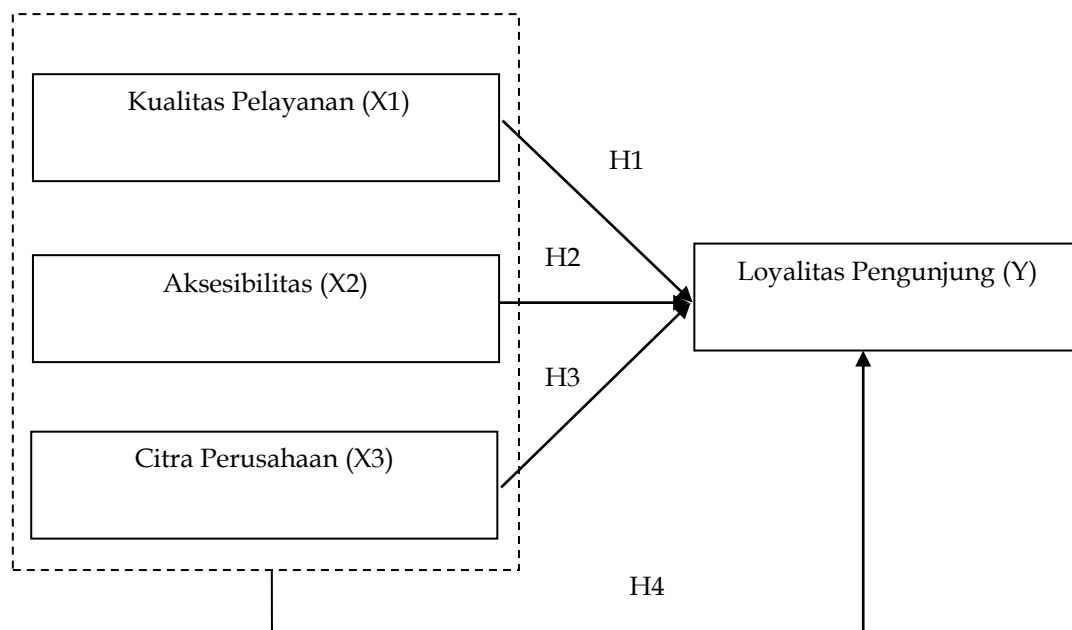 Kualitas Pelayanan (X1)
H1
H2
Aksesibilitas (X2)
Loyalitas Pengunjung (Y)
H3
Citra Perusahaan (X3)
H4